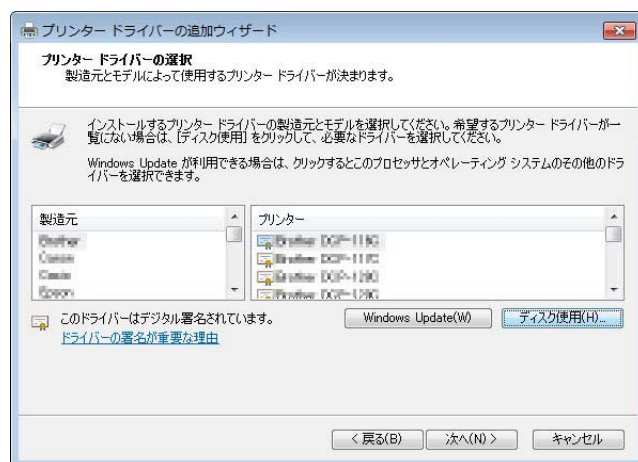 プリンター ドライバーの追加ウィザード
プリンター ドライバーの選択
製造元とモデルによって使用するプリンター ドライバーが決まります。
インストールするプリンター ドライバーの製造元とモデルを選択してください。希望するプリンター ドライバーが一
覧にない場合は、[ディスク使用] をクリックして、必要なドライバーを選択してください。
Windows Update が利用できる場合は、クリックするとこのプロセッサとオペレーティング システムのその他のドラ
イバーを選択できます。
製造元
プリンター
このドライバーはデジタル署名されています。
Windows Update(W)
ディスク使用(H)...
ドライバーの署名が重要な理由
< 戻る(B)
次へ(N) >
キャンセル